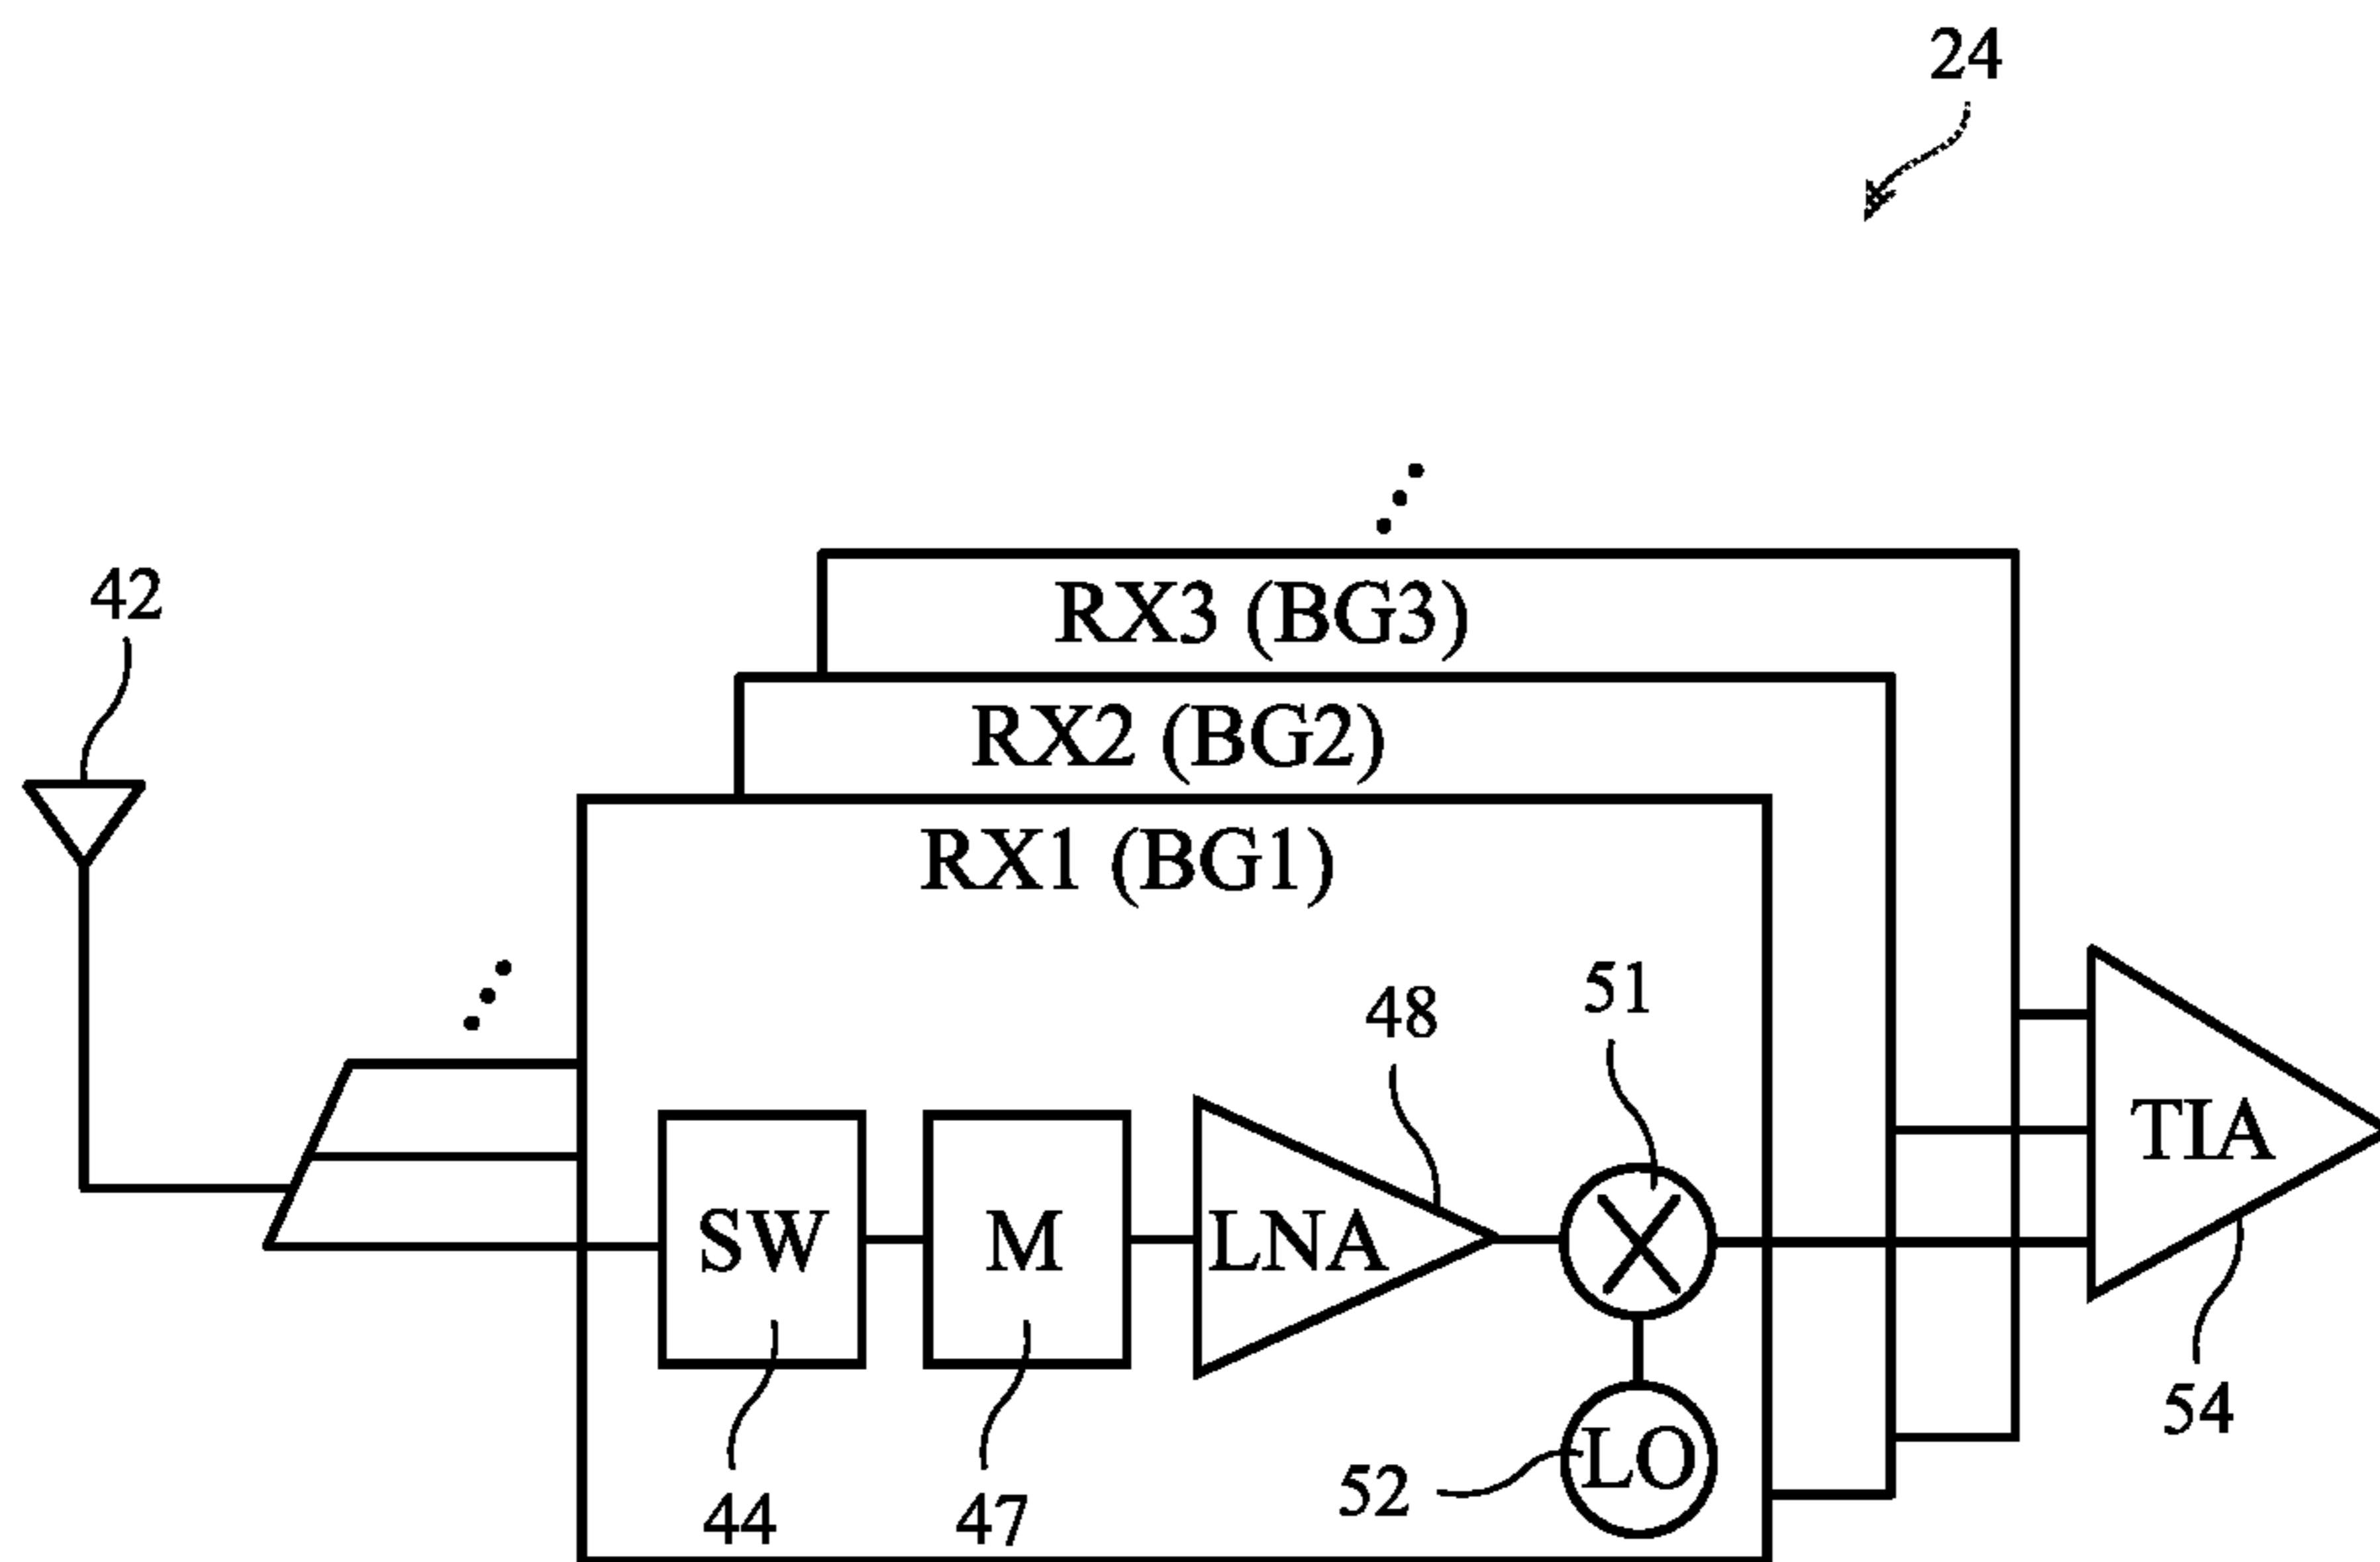 24
42
RX3 (BG3)
RX2 (BG2)
RX1 (BG1)
48
51
SW
M
LNA
TIA
LO
44
47
52
54